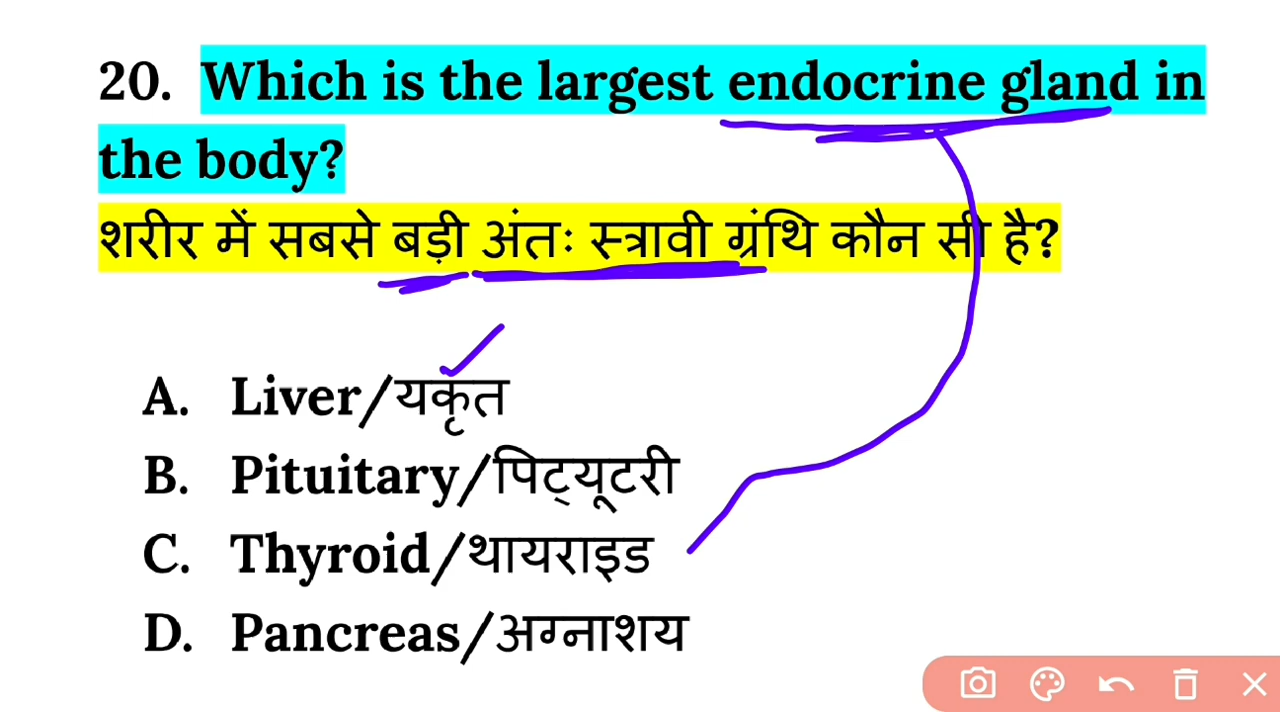 20. Which is the largest endocrine gland in
the body?
शरीर में सबसे बड़ी अंतः स्त्रावी ग्रंथि कौन सी है?
A. Liver/यकृत
B. Pituitary/पिट्यूटरी
C. Thyroid/थायराइड
D. Pancreas/अग्नाशय